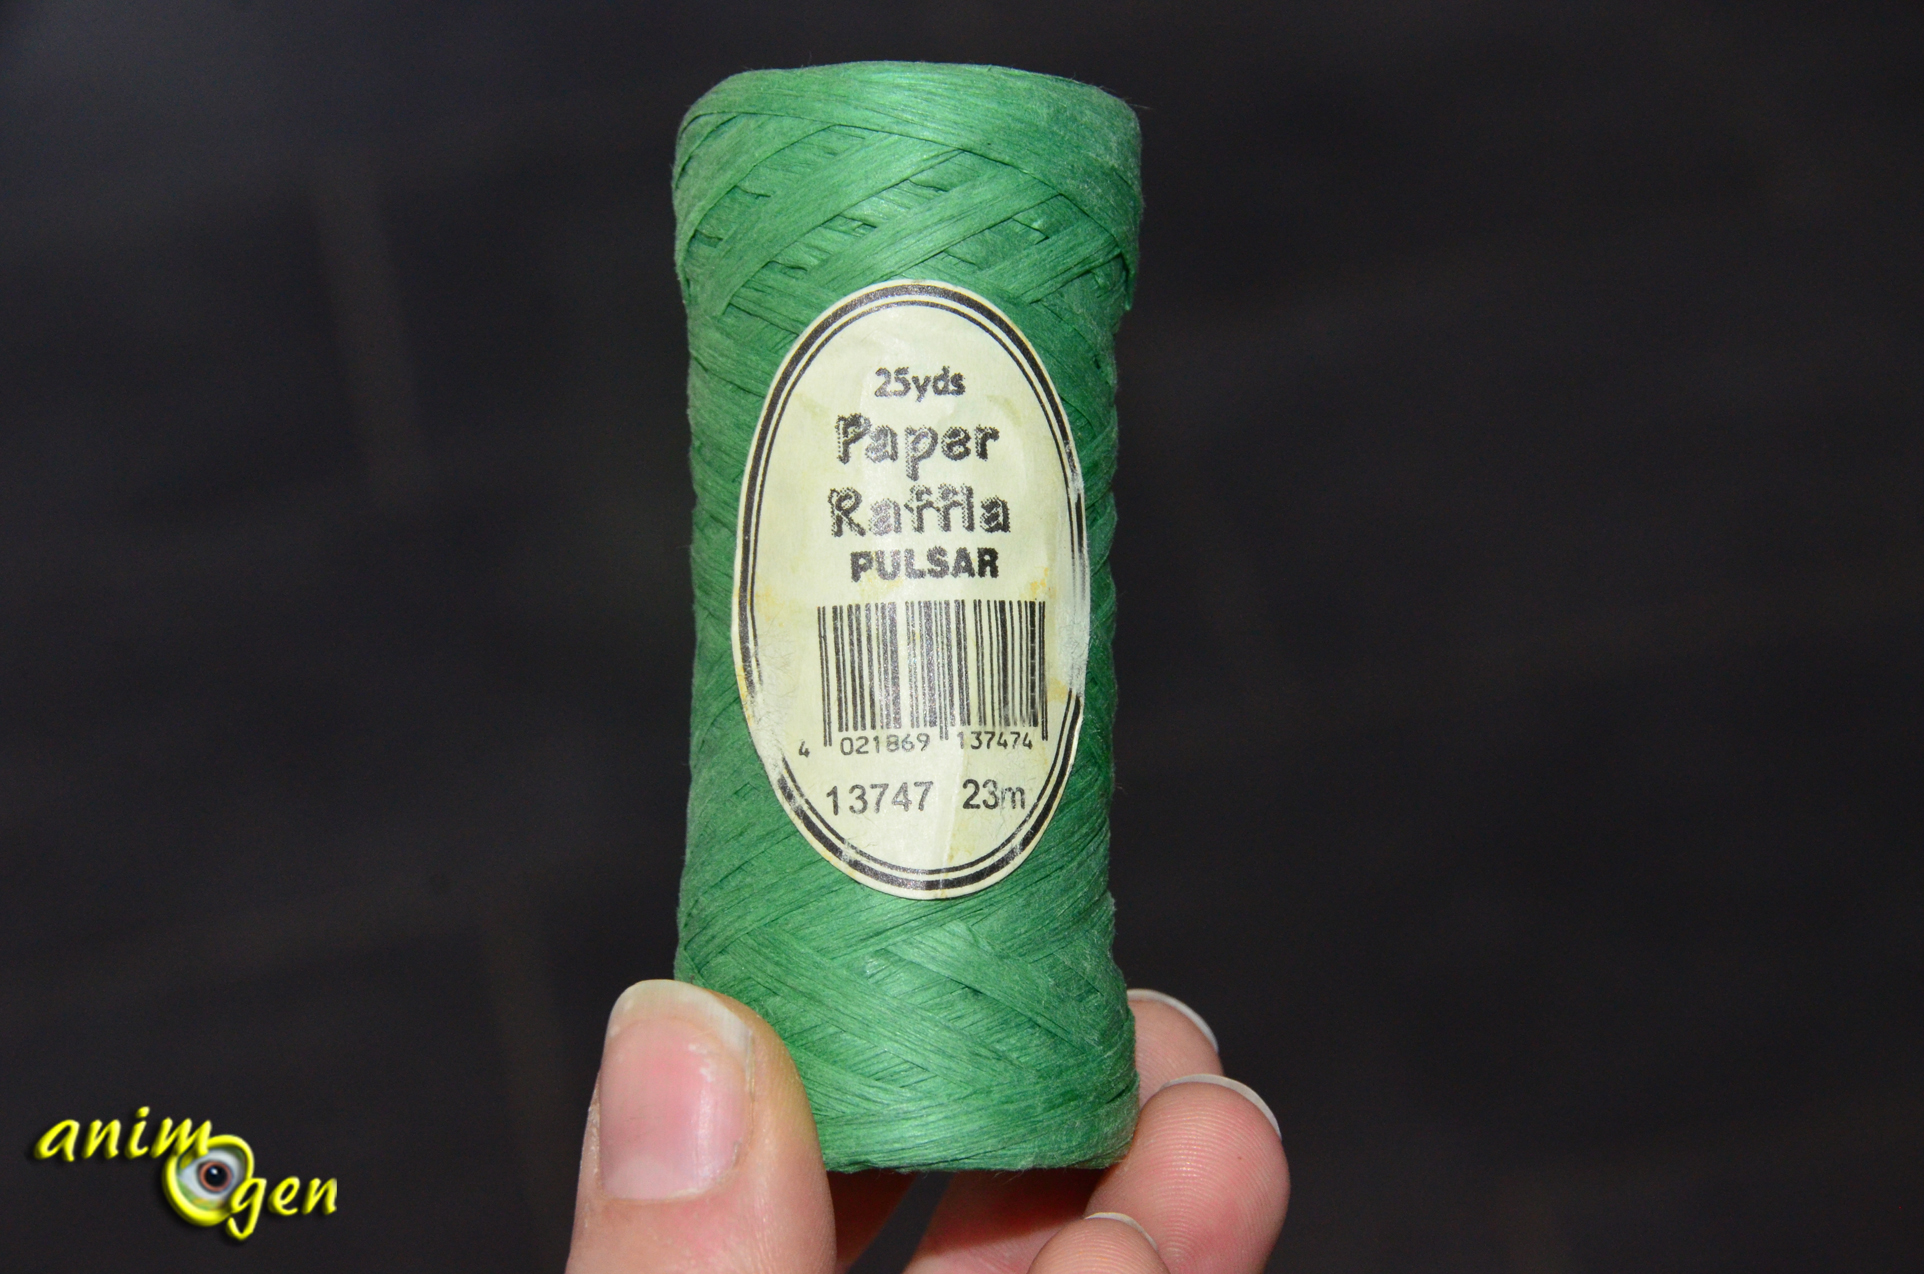 25yds
Paper
Raffia
PULSAR
4 021869 137474
13747 23m
animOgen